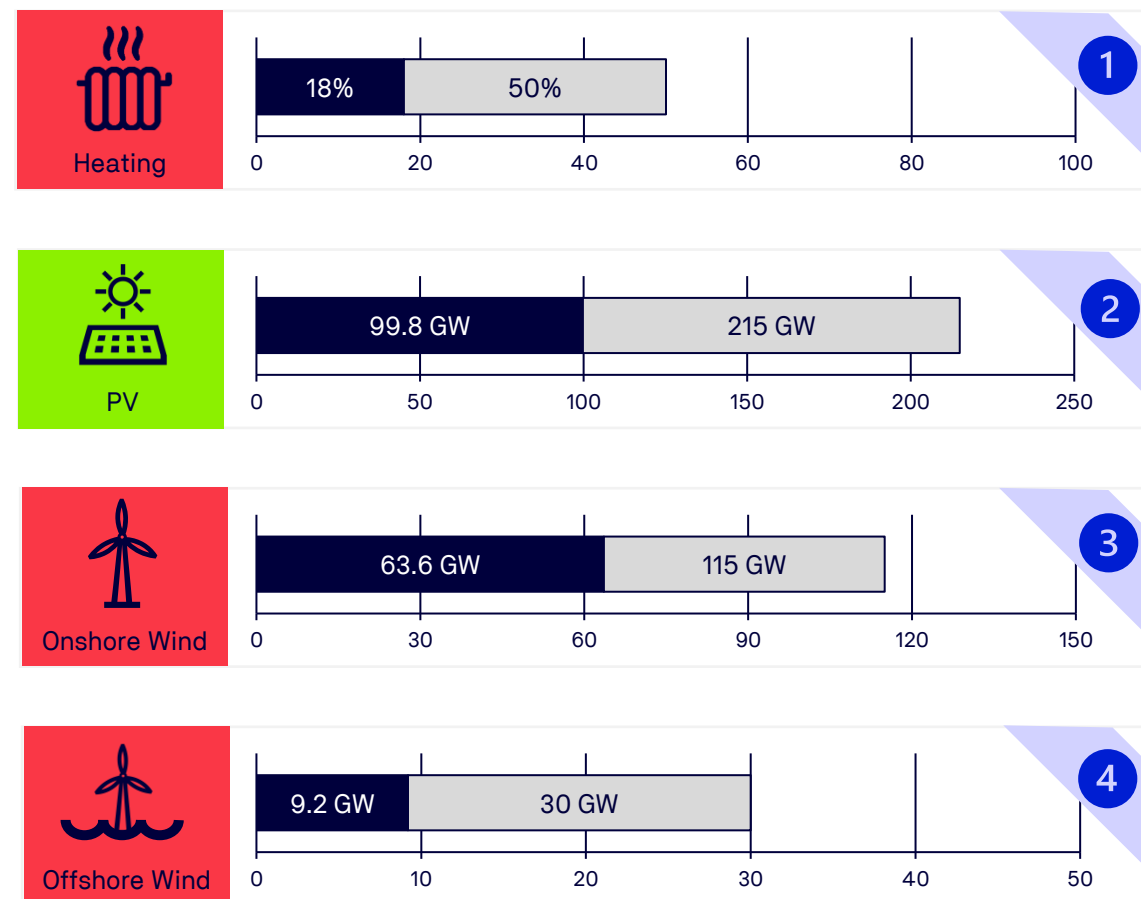 18% 50%
1
Heating
0 20 40 60 80 100
99.8 GW 215 GW
2
PV
0 50 100 150 200 250
63.6 GW 115 GW
3
Onshore Wind
0 30 60 90 120 150
9.2 GW 30 GW
4
Offshore Wind
0 10 20 30 40 50